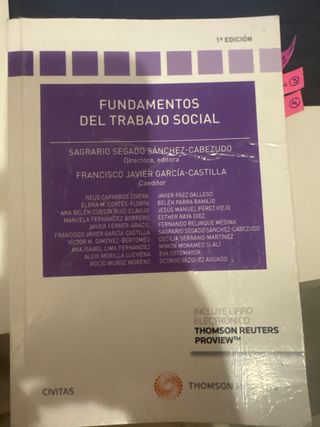 1ª EDICIÓN
FUNDAMENTOS
DEL TRABAJO SOCIAL
SAGRARIO SEGADO SÁNCHEZ-CABEZUDO
Directora, editora
FRANCISCO JAVIER GARCÍA-CASTILLA
Coeditor
NEUS CAPARRÓS CIVERA
ELENA M. CORTÉS-FLORÍN
ANA BELÉN CUESTA RUIZ-CLAVIJO
MANUELA FERNÁNDEZ BORRERO
JAVIER FERRER-ARACIL
FRANCISCO JAVIER GARCÍA CASTILLA
VÍCTOR M. GIMÉNEZ-BERTOMEU
ANA ISABEL LIMA FERNÁNDEZ
ALEIX MORILLA LUCHENA
ROCÍO MUÑOZ MORENO
JAVIER PÁEZ GALLEGO
BELÉN PARRA RAMAJO
JESÚS MANUEL PÉREZ VIEJO
ESTHER RAYA DÍEZ
FERNANDO RELINQUE MEDINA
SAGRARIO SEGADO SÁNCHEZ-CABEZUDO
CECILIA SERRANO-MARTÍNEZ
MIMÓN MOHAMED SI ALÍ
EVA SOTOMAYOR
OCTAVIO VÁZQUEZ AGUADO
INCLUYE LIBRO
ELECTRÓNICO
THOMSON REUTERS
PROVIEW™
CIVITAS
THOMSON